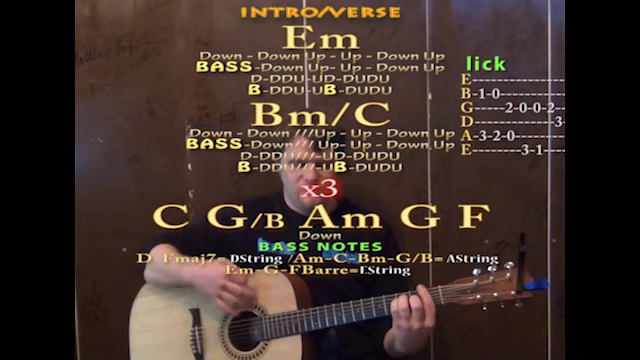 INTRO/VERSE
Em
Down - Down Up - Up - Down Up
BASS-Down Up- Up - Down Up
D-DDU-UD-DUDU
B-DDU-UB-DUDU
Bm/C
Down - Down ///Up - Up - Down Up
BASS-Down/// Up- Up - Down Up
D-DDU///-UD-DUDU
B-DDU///-UB-DUDU
x3
C G/B Am G F
Down
BASS NOTES
D Fmaj7= DString /Am-C-Bm-G/B= AString
Em-G-FBarre=EString
lick
E----------------
B-1-0-----------
G------2-0-0-2-
D--------------3-
A-3-2-0---------
E---------3-1----